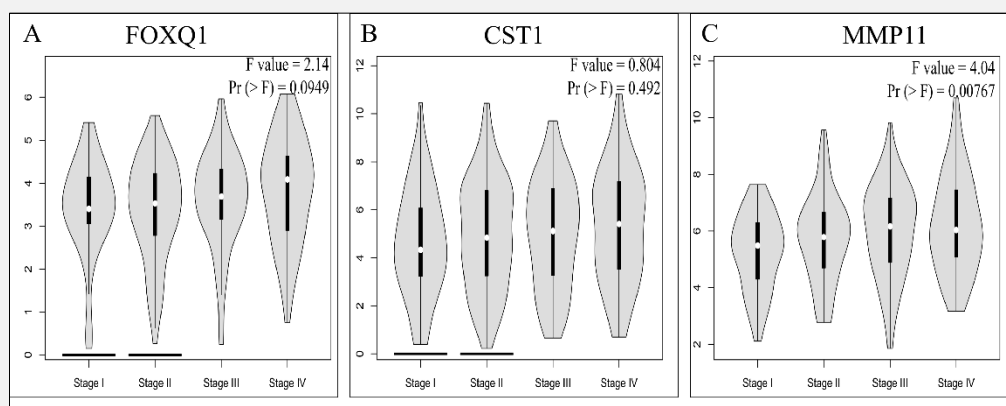 A FOXQ1
F value = 2.14
Pr (> F) = 0.0949
6
5
4
3
2
1
0
Stage I Stage II Stage III Stage IV
B CST1
F value = 0.804
Pr (> F) = 0.492
12
10
8
6
4
2
0
Stage I Stage II Stage III Stage IV
C MMP11
F value = 4.04
Pr (> F) = 0.00767
12
10
8
6
4
2
Stage I Stage II Stage III Stage IV